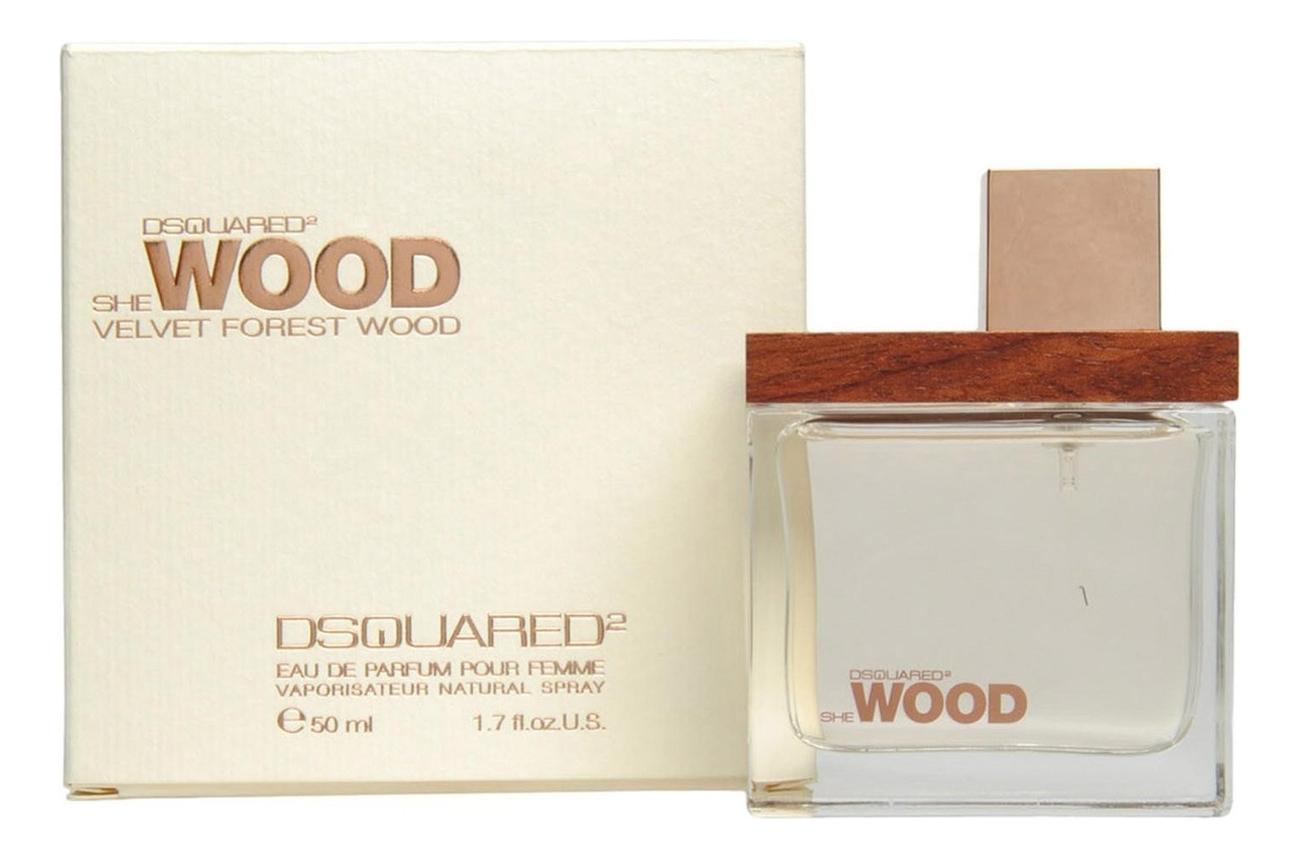 DSQUARED²
SHE WOOD
VELVET FOREST WOOD
DSQUARED²
EAU DE PARFUM POUR FEMME
VAPORISATEUR NATURAL SPRAY
℮ 50 ml 1.7 fl.oz.U.S.
DSQUARED²
SHE WOOD